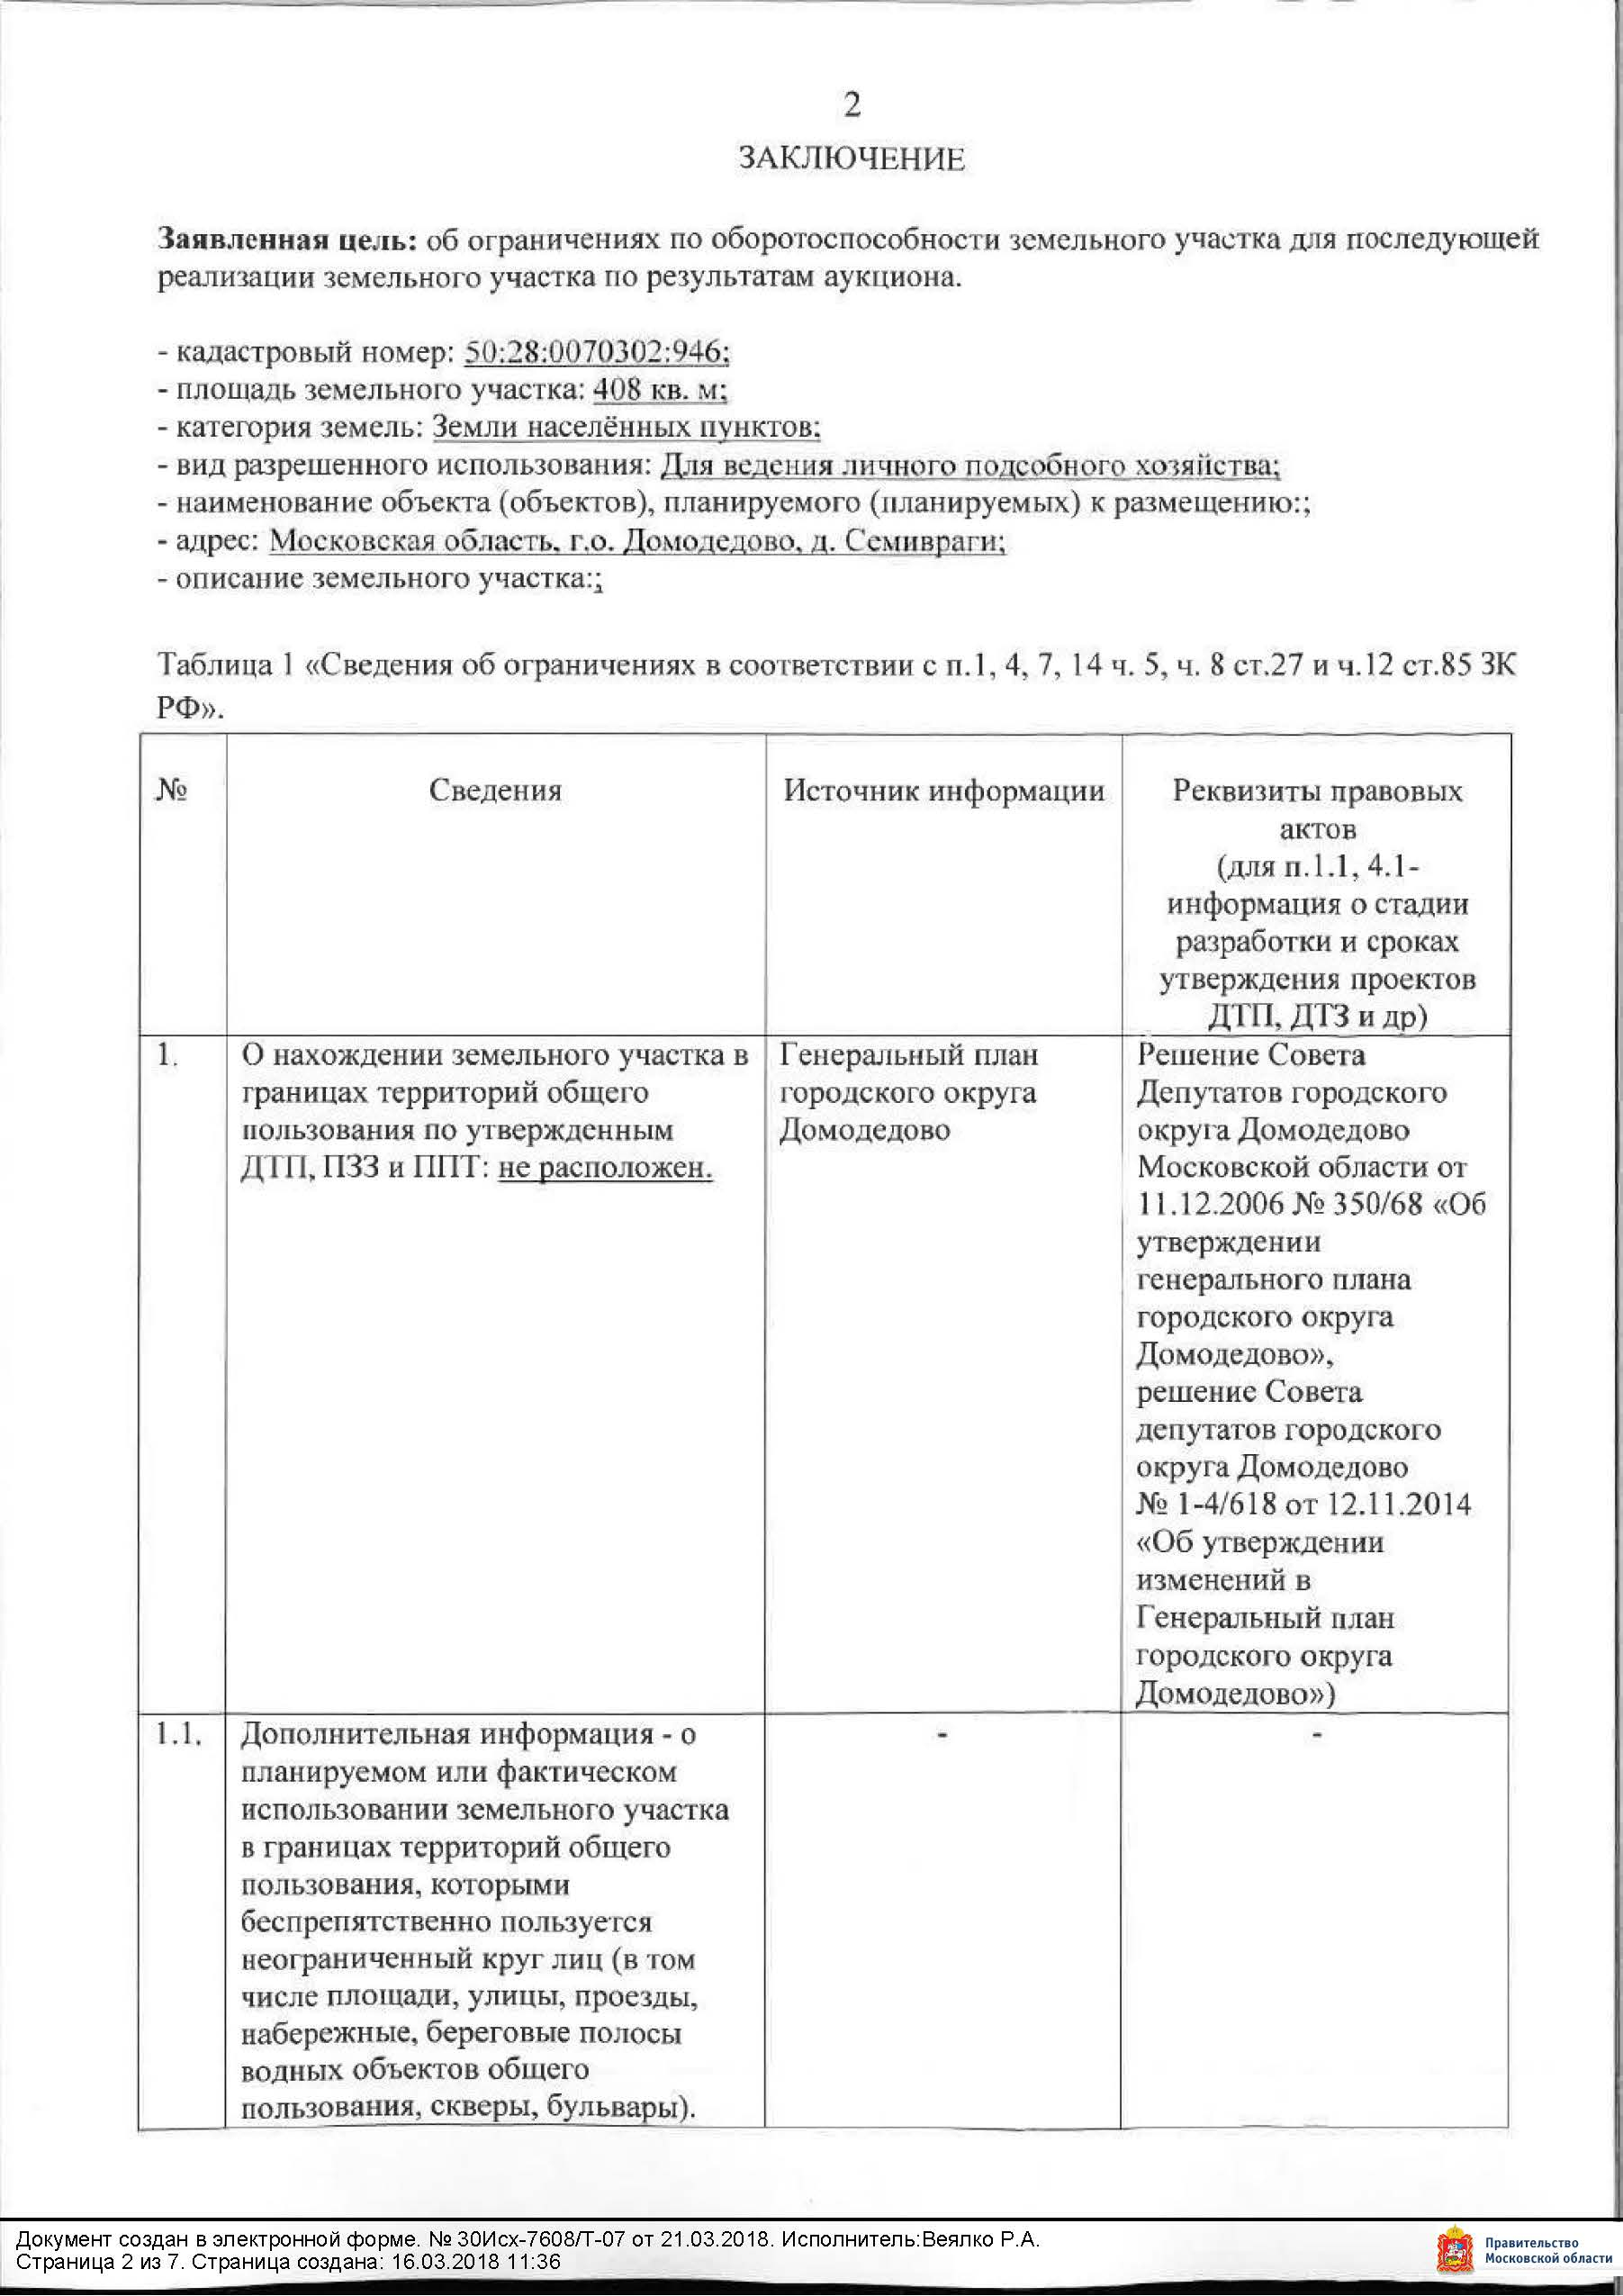 2
ЗАКЛЮЧЕНИЕ
Заявленная цель: об ограничениях по оборотоспособности земельного участка для последующей
реализации земельного участка по результатам аукциона.
- кадастровый номер: 50:28:0070302:946;
- площадь земельного участка: 408 кв. м;
- категория земель: Земли населённых пунктов;
- вид разрешенного использования: Для ведения личного подсобного хозяйства;
- наименование объекта (объектов), планируемого (планируемых) к размещению:;
- адрес: Московская область, г.о. Домодедово, д. Семивраги;
- описание земельного участка:;
Таблица 1 «Сведения об ограничениях в соответствии с п.1, 4, 7, 14 ч. 5, ч. 8 ст.27 и ч.12 ст.85 ЗК
РФ».
№
Сведения
Источник информации
Реквизиты правовых
актов
(для п.1.1, 4.1-
информация о стадии
разработки и сроках
утверждения проектов
ДТП, ДТЗ и др)
1.
О нахождении земельного участка в
границах территорий общего
пользования по утвержденным
ДТП, ПЗЗ и ППТ: не расположен.
Генеральный план
городского округа
Домодедово
Решение Совета
Депутатов городского
округа Домодедово
Московской области от
11.12.2006 № 350/68 «Об
утверждении
генерального плана
городского округа
Домодедово»,
решение Совета
депутатов городского
округа Домодедово
№ 1-4/618 от 12.11.2014
«Об утверждении
изменений в
Генеральный план
городского округа
Домодедово»)
1.1.
Дополнительная информация - о
планируемом или фактическом
использовании земельного участка
в границах территорий общего
пользования, которыми
беспрепятственно пользуется
неограниченный круг лиц (в том
числе площади, улицы, проезды,
набережные, береговые полосы
водных объектов общего
пользования, скверы, бульвары).
-
-
Документ создан в электронной форме. № 30Исх-7608/Т-07 от 21.03.2018. Исполнитель:Веялко Р.А.
Страница 2 из 7. Страница создана: 16.03.2018 11:36
Правительство
Московской области